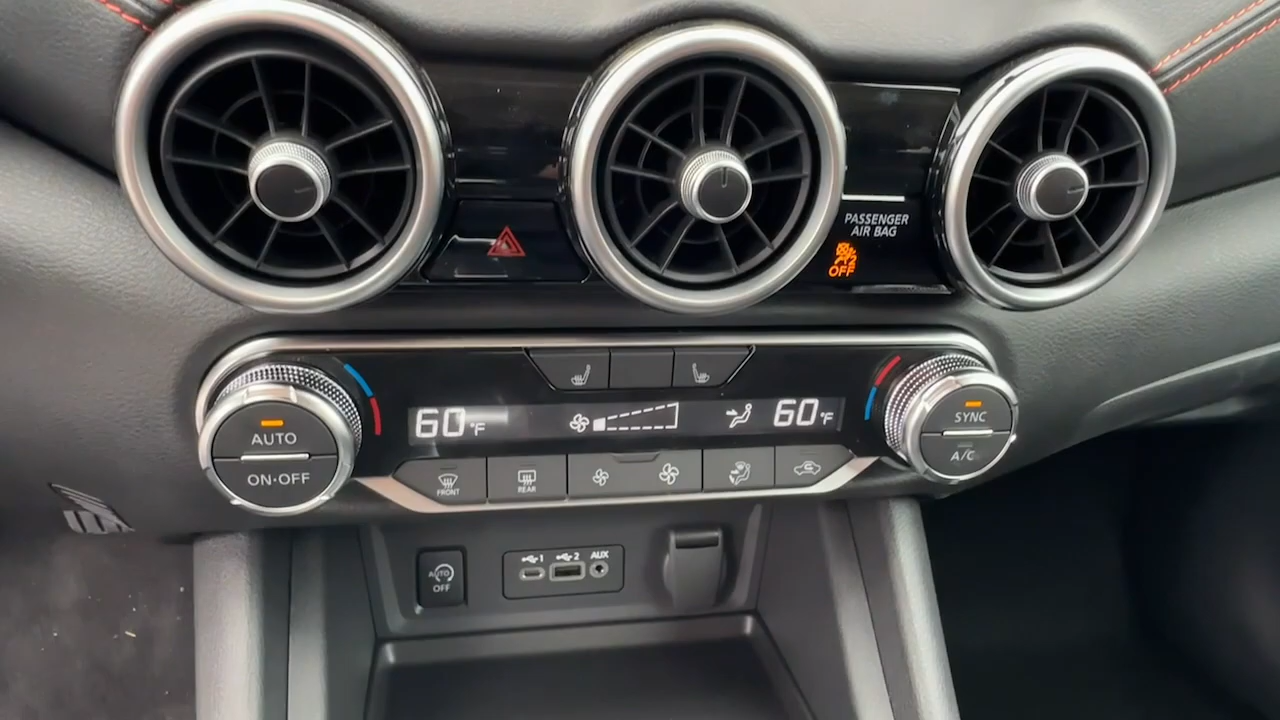 PASSENGER
AIR BAG
OFF
60°F
60°F
AUTO
ON·OFF
SYNC
A/C
FRONT
REAR
AUTO
OFF
1
2
AUX